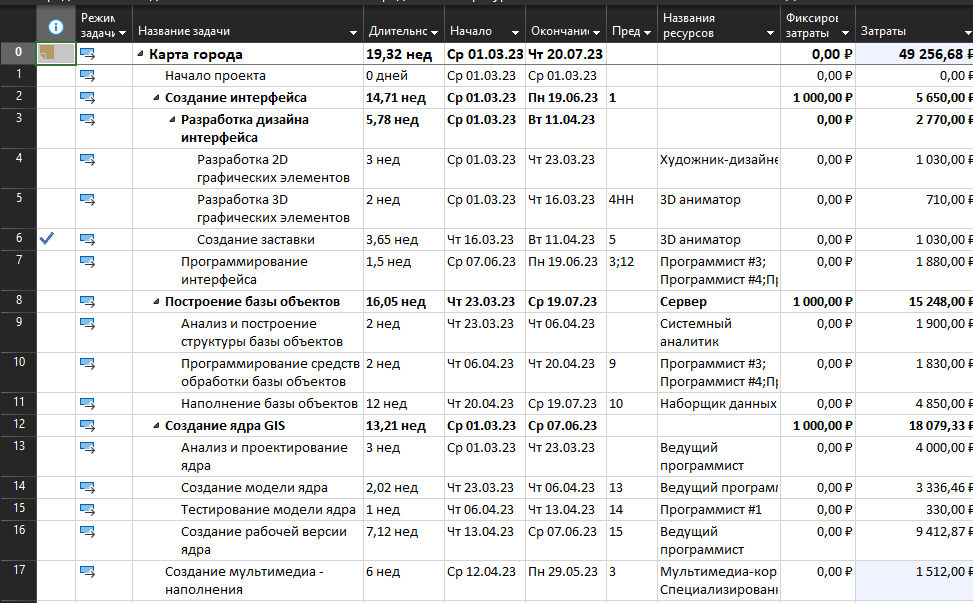 Режим задачи Название задачи Длительнс Начало Окончани Пред Названия ресурсов Фиксиров затраты Затраты
0 Карта города 19,32 нед Ср 01.03.23 Чт 20.07.23 0,00 ₽ 49 256,68 ₽
1 Начало проекта 0 дней Ср 01.03.23 Ср 01.03.23 0,00 ₽ 0,00 ₽
2 Создание интерфейса 14,71 нед Ср 01.03.23 Пн 19.06.23 1 1 000,00 ₽ 5 650,00 ₽
3 Разработка дизайна 5,78 нед Ср 01.03.23 Вт 11.04.23 0,00 ₽ 2 770,00 ₽
интерфейса
4 Разработка 2D 3 нед Ср 01.03.23 Чт 23.03.23 Художник-дизайне 0,00 ₽ 1 030,00 ₽
графических элементов
5 Разработка 3D 2 нед Ср 01.03.23 Чт 16.03.23 4НН 3D аниматор 0,00 ₽ 710,00 ₽
графических элементов
6 Создание заставки 3,65 нед Чт 16.03.23 Вт 11.04.23 5 3D аниматор 0,00 ₽ 1 030,00 ₽
7 Программирование 1,5 нед Ср 07.06.23 Пн 19.06.23 3;12 Программист #3; 0,00 ₽ 1 880,00 ₽
интерфейса Программист #4;Пр
8 Построение базы объектов 16,05 нед Чт 23.03.23 Ср 19.07.23 Сервер 1 000,00 ₽ 15 248,00 ₽
9 Анализ и построение 2 нед Чт 23.03.23 Чт 06.04.23 Системный 0,00 ₽ 1 900,00 ₽
структуры базы объектов аналитик
10 Программирование средств 2 нед Чт 06.04.23 Чт 20.04.23 9 Программист #3; 0,00 ₽ 1 830,00 ₽
обработки базы объектов Программист #4;Пр
11 Наполнение базы объектов 12 нед Чт 20.04.23 Ср 19.07.23 10 Наборщик данных 0,00 ₽ 4 850,00 ₽
12 Создание ядра GIS 13,21 нед Ср 01.03.23 Ср 07.06.23 1 000,00 ₽ 18 079,33 ₽
13 Анализ и проектирование 3 нед Ср 01.03.23 Чт 23.03.23 Ведущий 0,00 ₽ 4 000,00 ₽
ядра программист
14 Создание модели ядра 2,02 нед Чт 23.03.23 Чт 06.04.23 13 Ведущий програм 0,00 ₽ 3 336,46 ₽
15 Тестирование модели ядра 1 нед Чт 06.04.23 Чт 13.04.23 14 Программист #1 0,00 ₽ 330,00 ₽
16 Создание рабочей версии 7,12 нед Чт 13.04.23 Ср 07.06.23 15 Ведущий 0,00 ₽ 9 412,87 ₽
ядра программист
17 Создание мультимедиа - 6 нед Ср 12.04.23 Пн 29.05.23 3 Мультимедиа-кор 0,00 ₽ 1 512,00 ₽
наполнения Специализирован